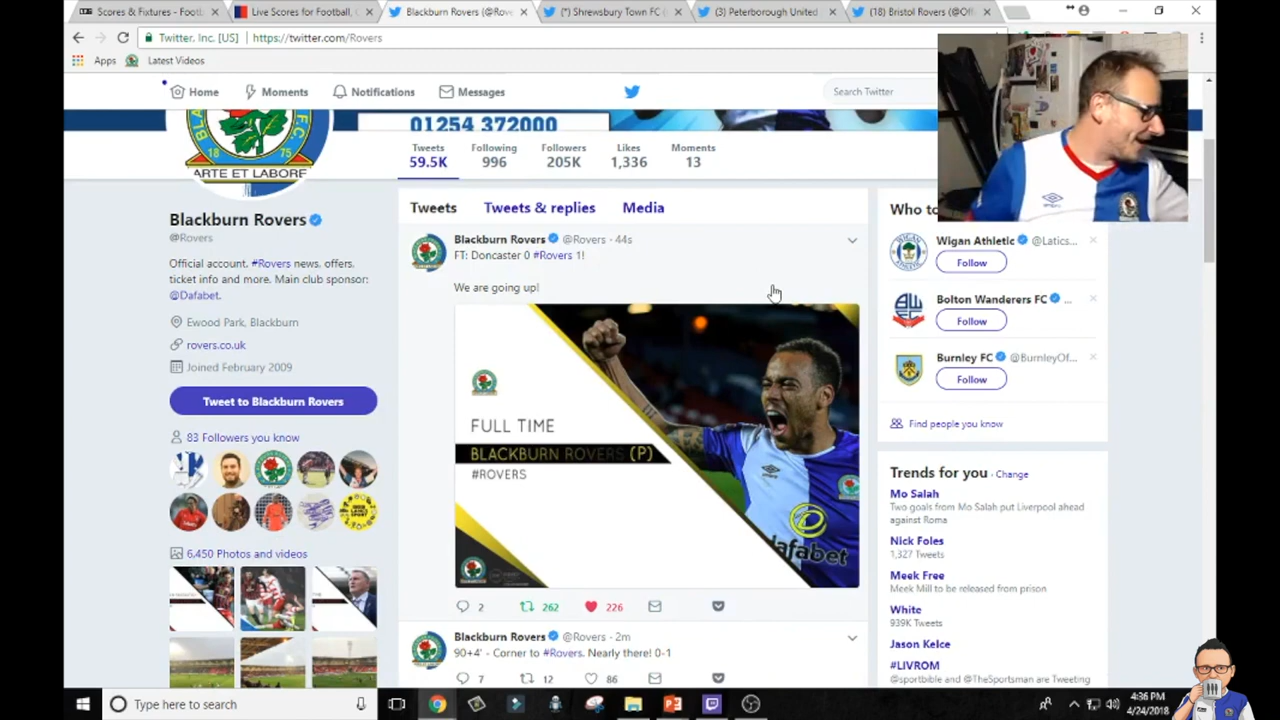 Scores & Fixtures - Footb
Live Scores for Football, C
Blackburn Rovers (@Rove
(*) Shrewsbury Town FC (
(3) Peterborough United
(18) Bristol Rovers (@Offi
Twitter, Inc. [US]
https://twitter.com/Rovers
Apps
Latest Videos
Home
Moments
Notifications
Messages
Search Twitter
01254 372000
18 75
ARTE ET LABORE
Tweets
59.5K
Following
996
Followers
205K
Likes
1,336
Moments
13
Blackburn Rovers
@Rovers
Official account. #Rovers news, offers,
ticket info and more. Main club sponsor:
@Dafabet.
Ewood Park, Blackburn
rovers.co.uk
Joined February 2009
Tweet to Blackburn Rovers
83 Followers you know
6,450 Photos and videos
Tweets
Tweets & replies
Media
Blackburn Rovers @Rovers · 44s
FT: Doncaster 0 #Rovers 1!
We are going up!
FULL TIME
BLACKBURN ROVERS (P)
#ROVERS
dafabet
2
262
226
Blackburn Rovers @Rovers · 2m
90+4' - Corner to #Rovers. Nearly there! 0-1
7
12
86
Who to
Wigan Athletic @Latics...
Follow
Bolton Wanderers FC ...
Follow
Burnley FC @BurnleyOf...
Follow
Find people you know
Trends for you · Change
Mo Salah
Two goals from Mo Salah put Liverpool ahead
against Roma
Nick Foles
1,327 Tweets
Meek Free
Meek Mill to be released from prison
White
939K Tweets
Jason Kelce
#LIVROM
@sportbible and @TheSportsman are Tweeting
Type here to search
4:36 PM
4/24/2018